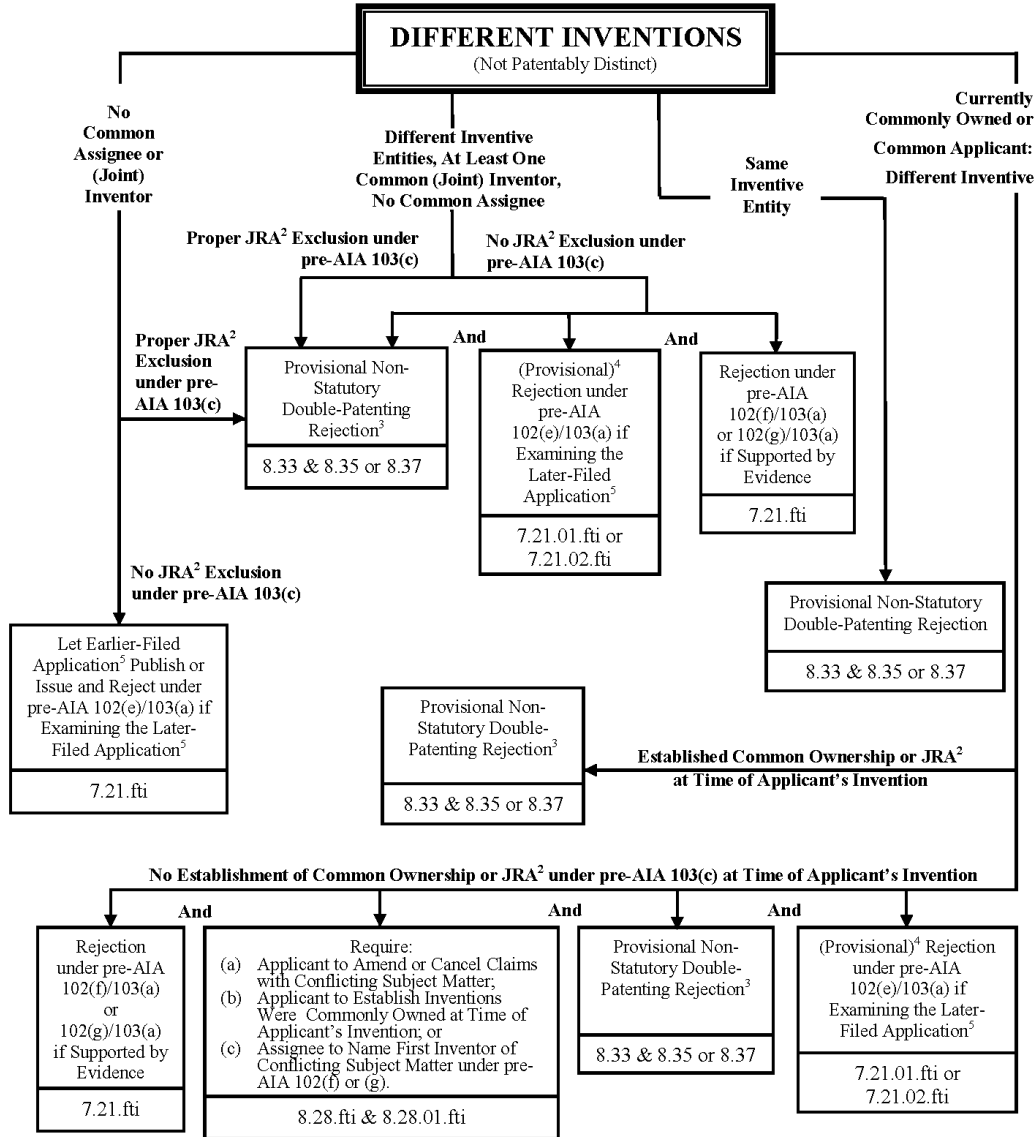 DIFFERENT INVENTIONS
(Not Patentably Distinct)
No
Common
Assignee or
(Joint)
Inventor
Different Inventive
Entities, At Least One
Common (Joint) Inventor,
No Common Assignee
Same
Inventive
Entity
Currently
Commonly Owned or
Common Applicant:
Different Inventive
Proper JRA² Exclusion under
pre-AIA 103(c)
No JRA² Exclusion under
pre-AIA 103(c)
Proper JRA²
Exclusion
under pre-
AIA 103(c)
Provisional Non-
Statutory
Double-Patenting
Rejection³
8.33 & 8.35 or 8.37
And
(Provisional)⁴
Rejection under
pre-AIA
102(e)/103(a) if
Examining the
Later-Filed
Application⁵
7.21.01.fti or
7.21.02.fti
And
Rejection under
pre-AIA
102(f)/103(a)
or 102(g)/103(a)
if Supported by
Evidence
7.21.fti
No JRA² Exclusion
under pre-AIA 103(c)
Let Earlier-Filed
Application⁵ Publish or
Issue and Reject under
pre-AIA 102(e)/103(a) if
Examining the Later-
Filed Application⁵
7.21.fti
Provisional Non-Statutory
Double-Patenting Rejection
8.33 & 8.35 or 8.37
Provisional Non-
Statutory Double-
Patenting Rejection³
8.33 & 8.35 or 8.37
Established Common Ownership or JRA²
at Time of Applicant's Invention
No Establishment of Common Ownership or JRA² under pre-AIA 103(c) at Time of Applicant's Invention
And
And
And
Rejection
under pre-AIA
102(f)/103(a)
or
102(g)/103(a)
if Supported by
Evidence
7.21.fti
Require:
(a) Applicant to Amend or Cancel Claims
with Conflicting Subject Matter;
(b) Applicant to Establish Inventions
Were Commonly Owned at Time of
Applicant's Invention; or
(c) Assignee to Name First Inventor of
Conflicting Subject Matter under pre-
AIA 102(f) or (g).
8.28.fti & 8.28.01.fti
Provisional Non-
Statutory Double-
Patenting Rejection³
8.33 & 8.35 or 8.37
(Provisional)⁴ Rejection
under pre-AIA
102(e)/103(a) if
Examining the Later-
Filed Application⁵
7.21.01.fti or
7.21.02.fti